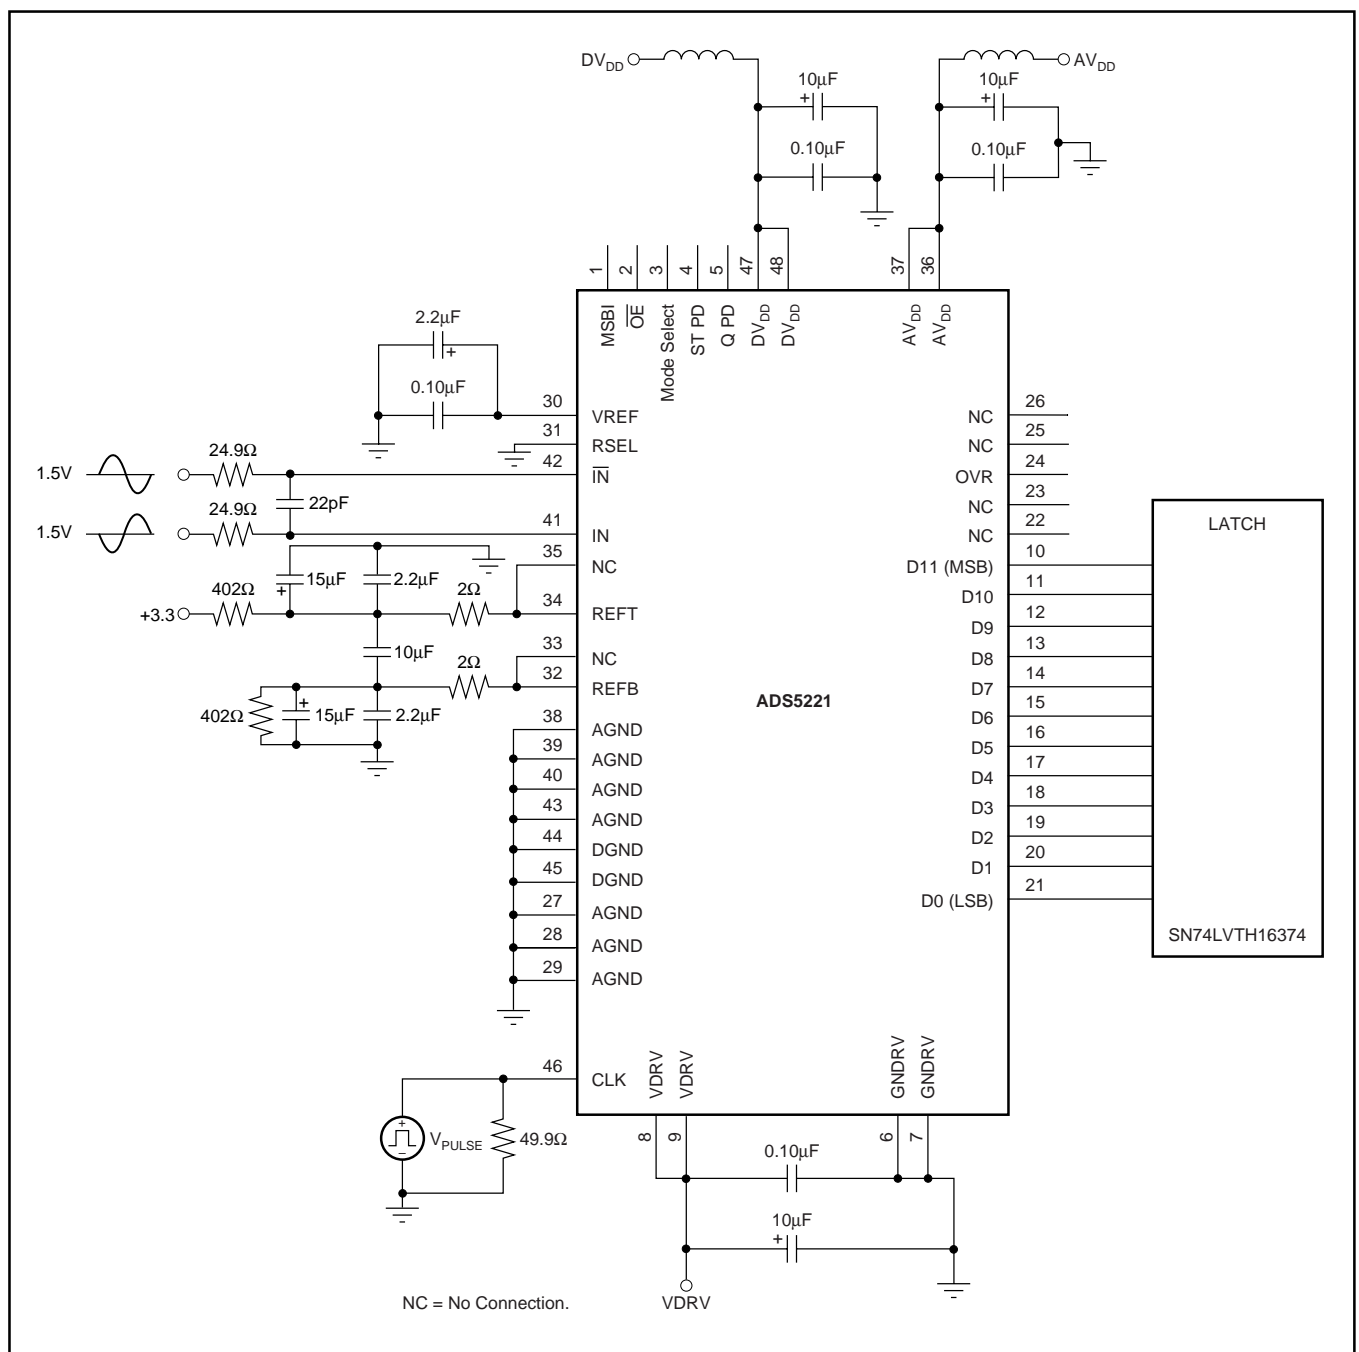 DVDD
AVDD
10μF
+
10μF
+
0.10μF
0.10μF
1
2
3
4
5
47
48
37
36
MSBI
OE
Mode Select
ST PD
Q PD
DVDD
DVDD
AVDD
AVDD
2.2μF
+
0.10μF
30
VREF
31
RSEL
24.9Ω
42
IN
1.5V
22pF
24.9Ω
41
IN
1.5V
35
NC
15μF
+
2.2μF
402Ω
2Ω
34
REFT
+3.3
33
NC
10μF
2Ω
32
REFB
402Ω
+
15μF
2.2μF
38
AGND
39
AGND
40
AGND
43
AGND
44
DGND
45
DGND
27
AGND
28
AGND
29
AGND
ADS5221
NC
26
NC
25
OVR
24
NC
23
NC
22
D11 (MSB)
10
D10
11
D9
12
D8
13
D7
14
D6
15
D5
16
D4
17
D3
18
D2
19
D1
20
D0 (LSB)
21
LATCH
SN74LVTH16374
46
CLK
+
VPULSE
–
49.9Ω
VDRV
VDRV
GNDRV
GNDRV
8
9
6
7
0.10μF
10μF
+
VDRV
NC = No Connection.